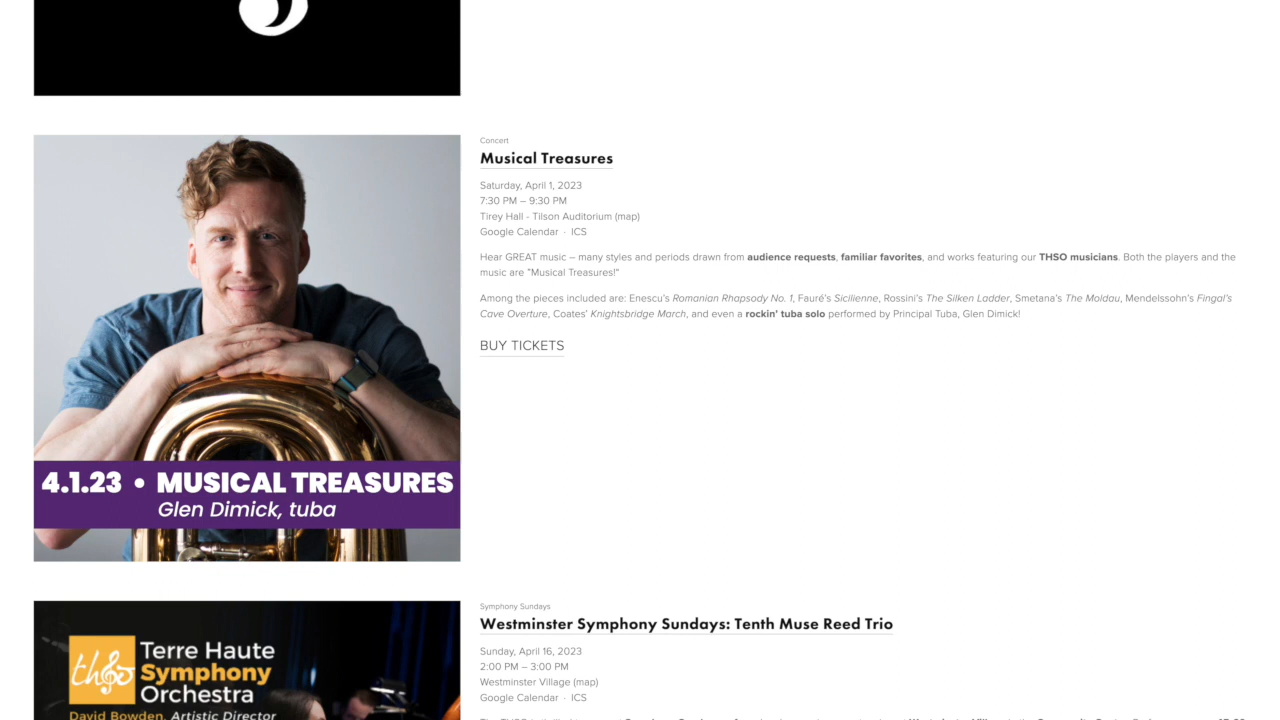 Concert
Musical Treasures
Saturday, April 1, 2023
7:30 PM – 9:30 PM
Tirey Hall - Tilson Auditorium (map)
Google Calendar · ICS
Hear GREAT music – many styles and periods drawn from audience requests, familiar favorites, and works featuring our THSO musicians. Both the players and the
music are "Musical Treasures!"
Among the pieces included are: Enescu's Romanian Rhapsody No. 1, Fauré's Sicilienne, Rossini's The Silken Ladder, Smetana's The Moldau, Mendelssohn's Fingal's
Cave Overture, Coates' Knightsbridge March, and even a rockin' tuba solo performed by Principal Tuba, Glen Dimick!
BUY TICKETS
4.1.23 • MUSICAL TREASURES
Glen Dimick, tuba
Symphony Sundays
Westminster Symphony Sundays: Tenth Muse Reed Trio
Sunday, April 16, 2023
2:00 PM – 3:00 PM
Westminster Village (map)
Google Calendar · ICS
thso
Terre Haute
Symphony
Orchestra
David Bowden, Artistic Director